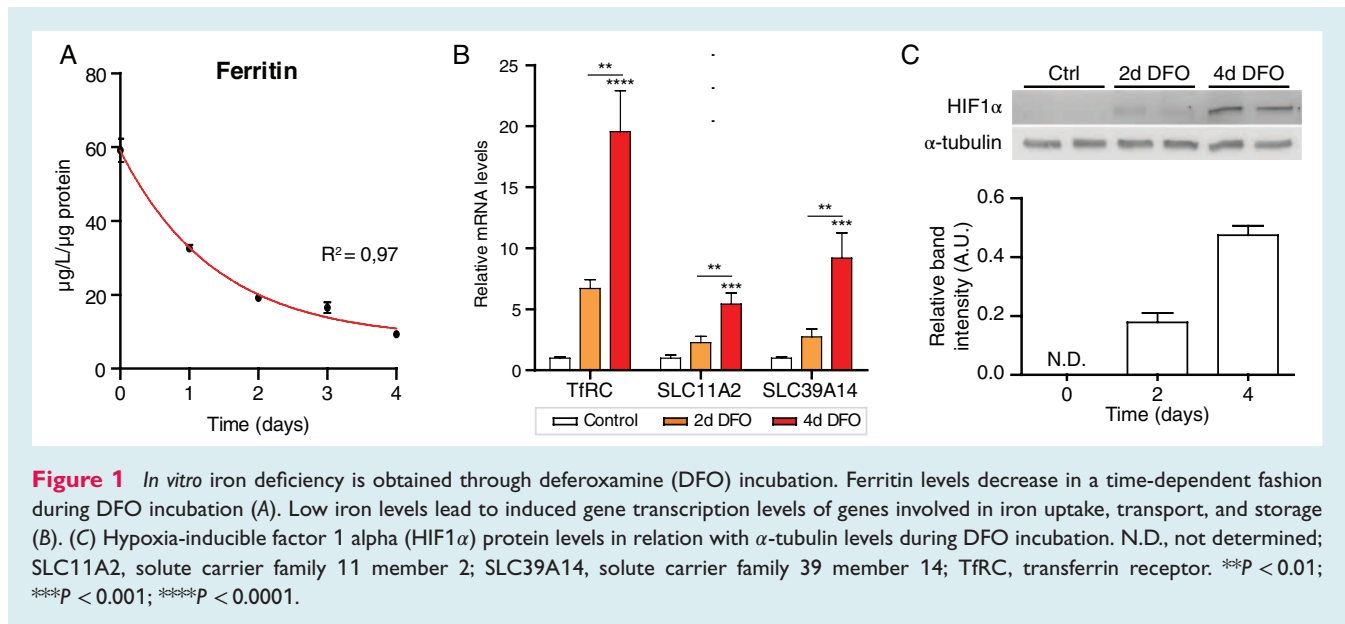 A
Ferritin
80
60
40
20
0
µg/L/µg protein
R² = 0,97
0 1 2 3 4
Time (days)
B
25
20
15
10
5
0
Relative mRNA levels
** ****
** ***
** ***
TfRC SLC11A2 SLC39A14
Control 2d DFO 4d DFO
C
Ctrl 2d DFO 4d DFO
HIF1α
α-tubulin
0.6
0.4
0.2
0.0
Relative band
intensity (A.U.)
N.D.
0 2 4
Time (days)
Figure 1 In vitro iron deficiency is obtained through deferoxamine (DFO) incubation. Ferritin levels decrease in a time-dependent fashion
during DFO incubation (A). Low iron levels lead to induced gene transcription levels of genes involved in iron uptake, transport, and storage
(B). (C) Hypoxia-inducible factor 1 alpha (HIF1α) protein levels in relation with α-tubulin levels during DFO incubation. N.D., not determined;
SLC11A2, solute carrier family 11 member 2; SLC39A14, solute carrier family 39 member 14; TfRC, transferrin receptor. **P < 0.01;
***P < 0.001; ****P < 0.0001.